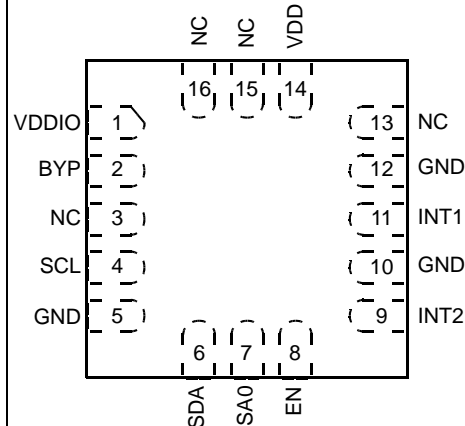 NC NC VDD
16 15 14
VDDIO 1 13 NC
BYP 2 12 GND
NC 3 11 INT1
SCL 4 10 GND
GND 5 9 INT2
6 7 8
SDA SA0 EN